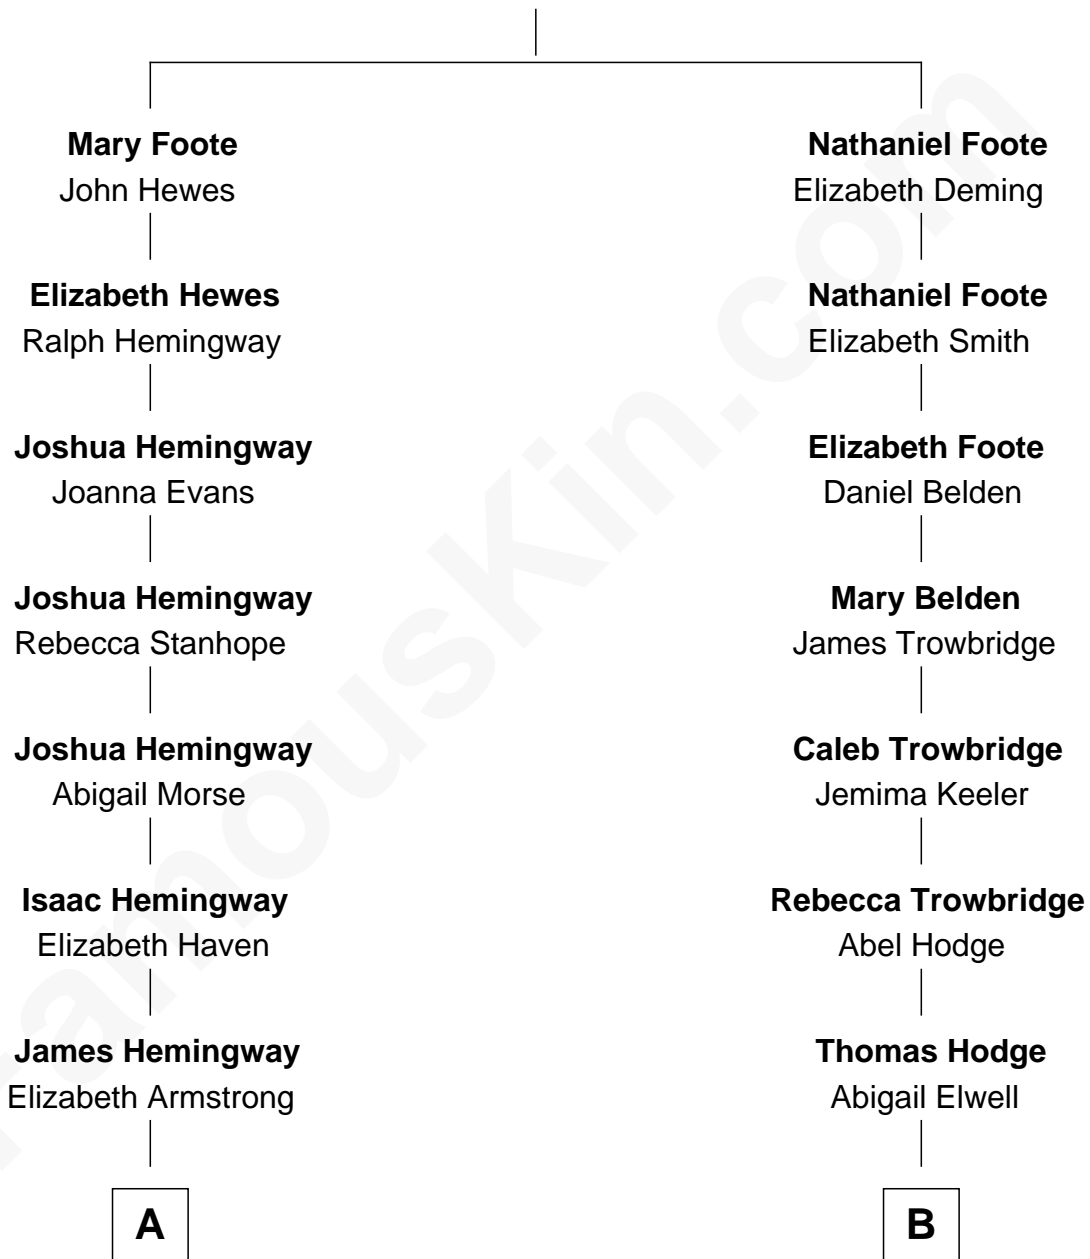 Mary Foote
John Hewes
Elizabeth Hewes
Ralph Hemingway
Joshua Hemingway
Joanna Evans
Joshua Hemingway
Rebecca Stanhope
Joshua Hemingway
Abigail Morse
Isaac Hemingway
Elizabeth Haven
James Hemingway
Elizabeth Armstrong
A
Nathaniel Foote
Elizabeth Deming
Nathaniel Foote
Elizabeth Smith
Elizabeth Foote
Daniel Belden
Mary Belden
James Trowbridge
Caleb Trowbridge
Jemima Keeler
Rebecca Trowbridge
Abel Hodge
Thomas Hodge
Abigail Elwell
B
FamousKin.com